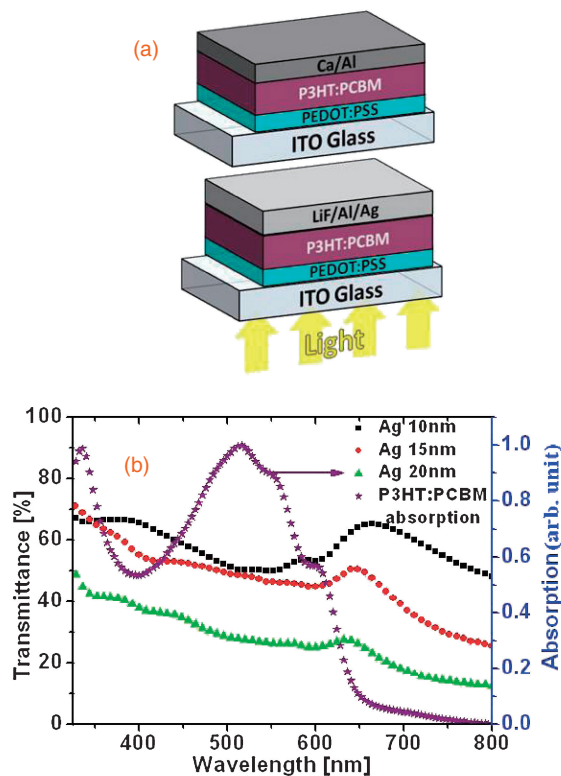 (a)
Ca/Al
P3HT:PCBM
PEDOT:PSS
ITO Glass
LiF/Al/Ag
P3HT:PCBM
PEDOT:PSS
ITO Glass
Light
(b)
Ag 10nm
Ag 15nm
Ag 20nm
P3HT:PCBM
absorption
Transmittance [%]
100
80
60
40
20
0
Absorption (arb. unit)
1.0
0.8
0.6
0.4
0.2
0.0
400 500 600 700 800
Wavelength [nm]